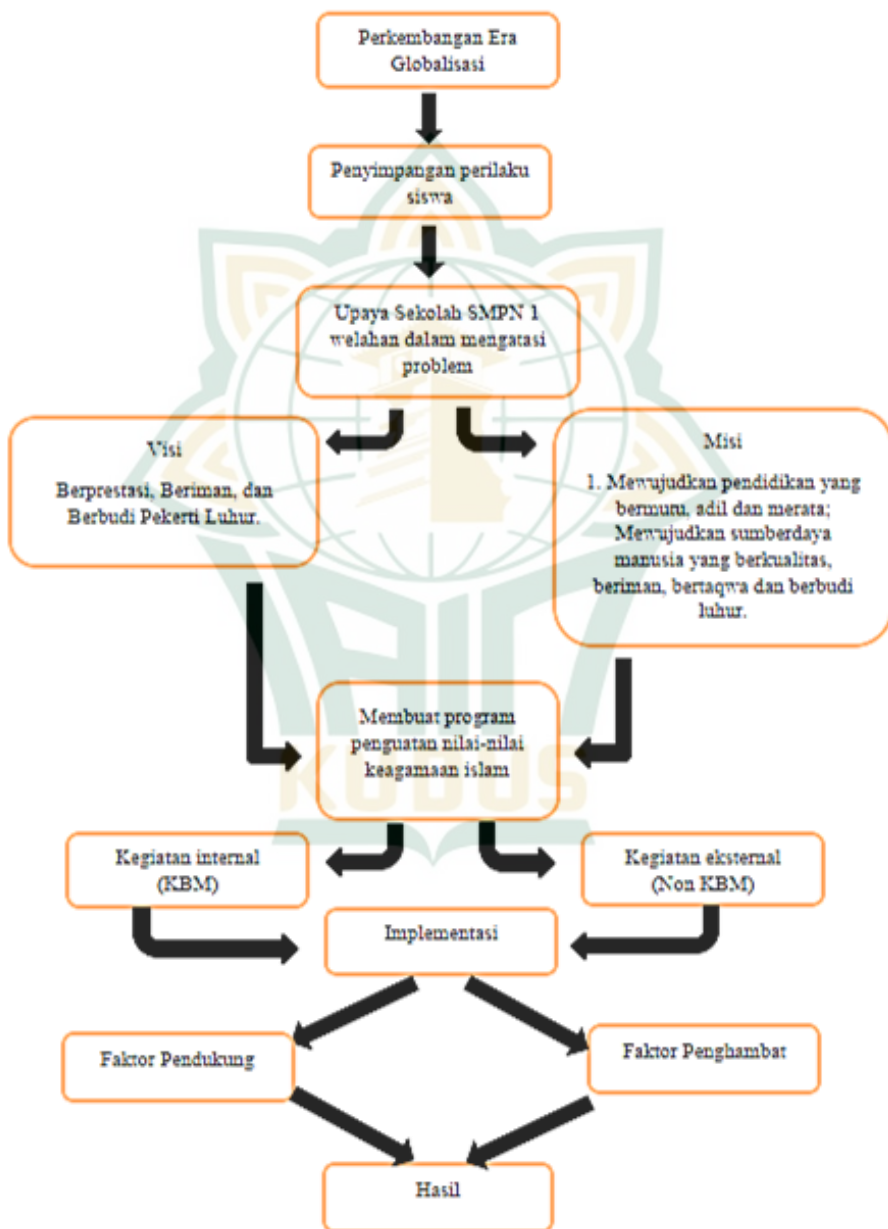 Perkembangan Era
Globalisasi
Penyimpangan perilaku
siswa
Upaya Sekolah SMPN 1
welahan dalam mengatasi
problem
Visi
Berprestasi, Beriman, dan
Berbudi Pekerti Luhur.
Misi
1. Mewujudkan pendidikan yang
bermutu, adil dan merata;
Mewujudkan sumberdaya
manusia yang berkualitas,
beriman, bertaqwa dan berbudi
luhur.
Membuat program
penguatan nilai-nilai
keagamaan islam
IAIN
KUDUS
Kegiatan internal
(KBM)
Kegiatan eksternal
(Non KBM)
Implementasi
Faktor Pendukung
Faktor Penghambat
Hasil